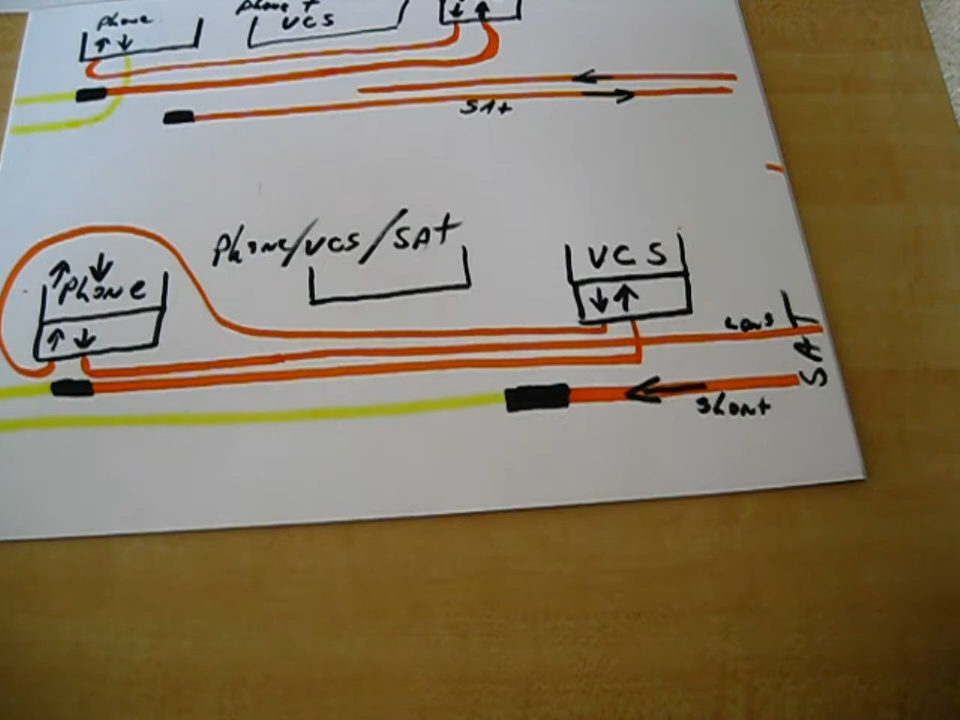 Phone
Phone +
VCS
SAt
Phone/VCS/SAt
Phone
VCS
Long
SAT
Short